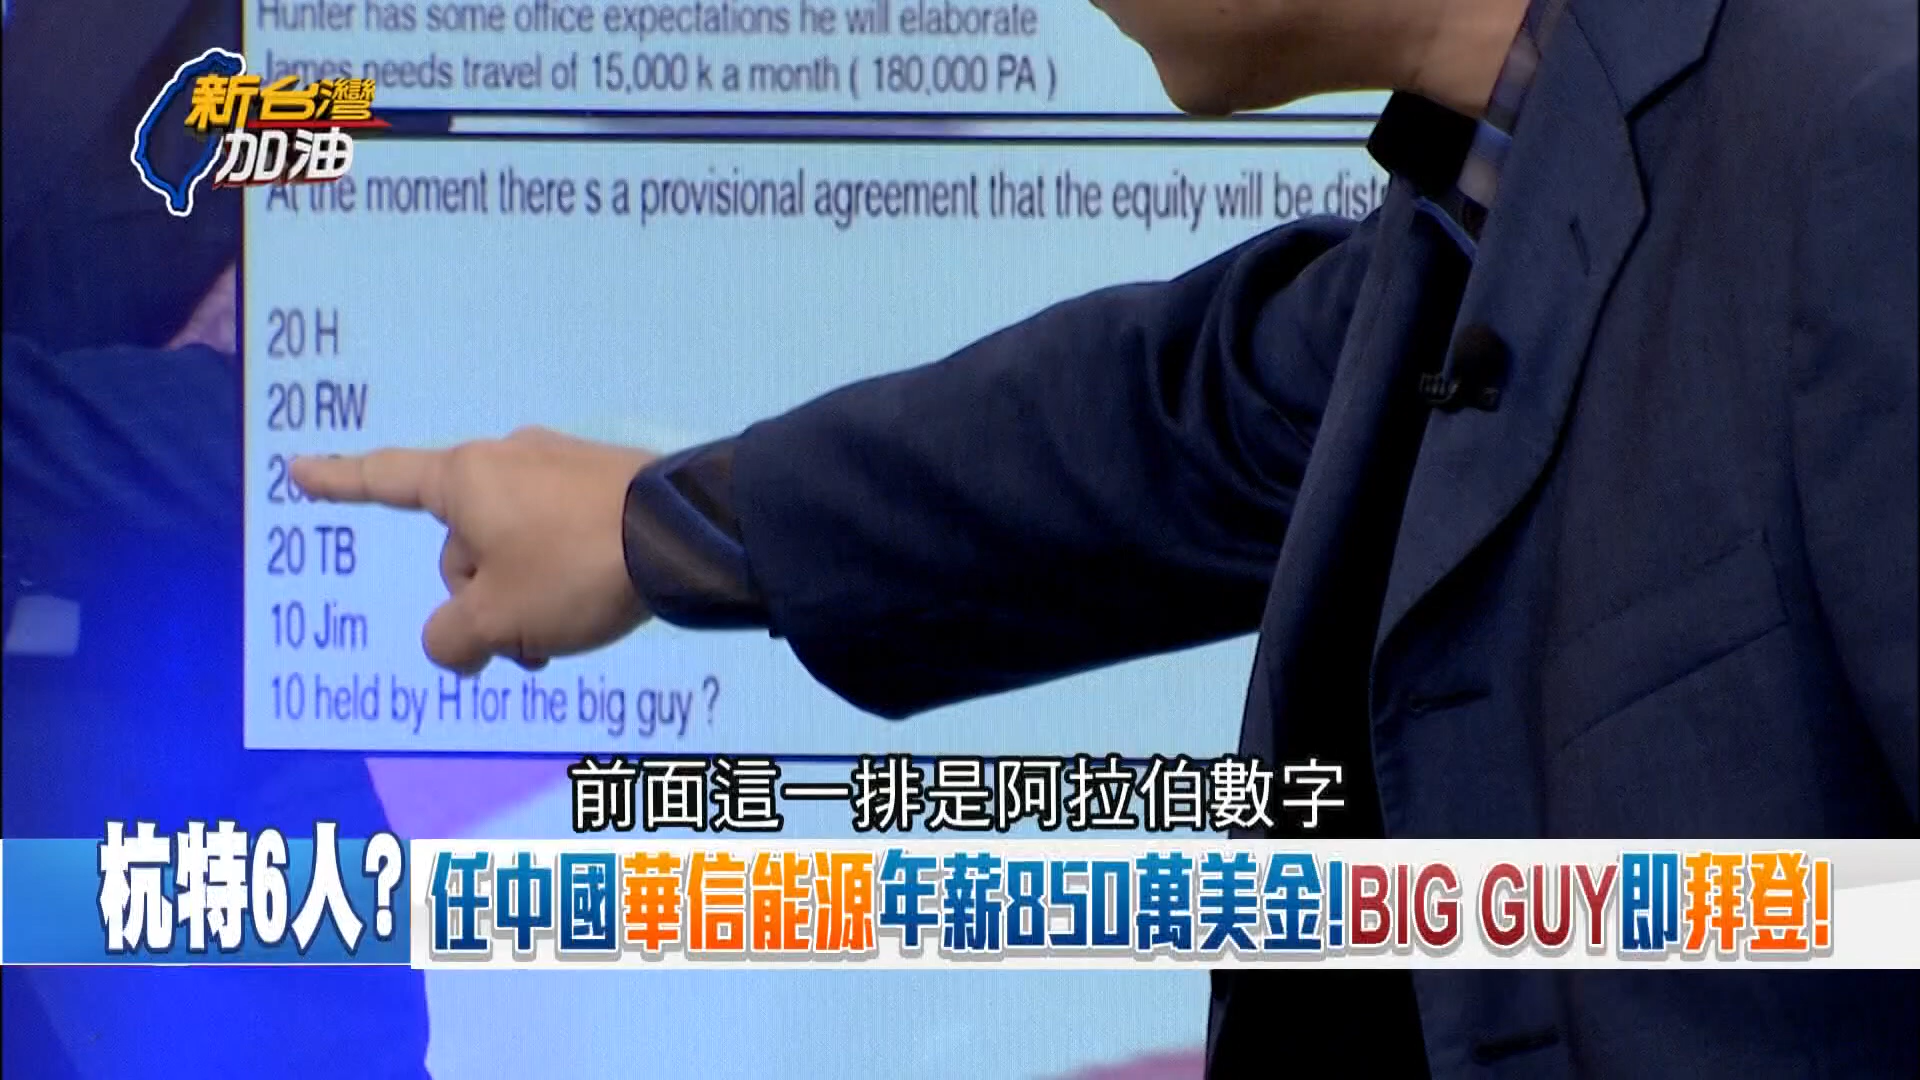 Hunter has some office expectations he will elaborate
James needs travel of 15,000 k a month ( 180,000 PA )
新台灣
加油
At the moment there s a provisional agreement that the equity will be
20 H
20 RW
20 TB
10 Jim
10 held by H for the big guy ?
前面這一排是阿拉伯數字
杭特6人?
任中國華信能源年薪850萬美金!BIG GUY即拜登!